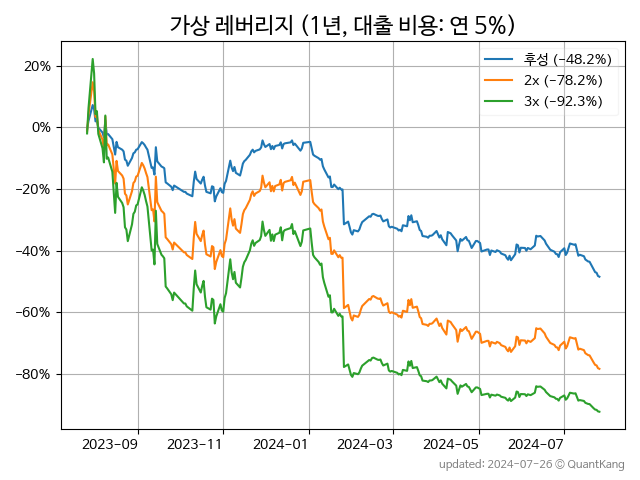 가상 레버리지 (1년, 대출 비용: 연 5%)
후성 (−48.2%)
2x (−78.2%)
3x (−92.3%)
20%
0%
−20%
−40%
−60%
−80%
2023−09 2023−11 2024−01 2024−03 2024−05 2024−07
updated: 2024-07-26 © QuantKang